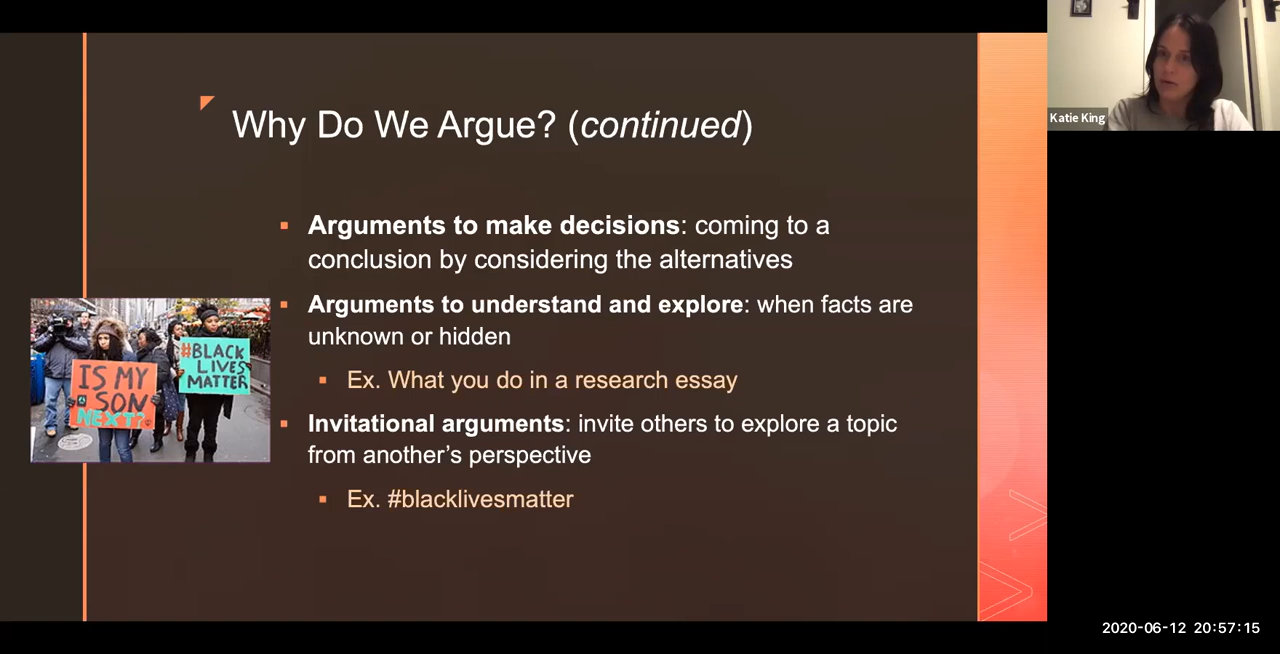 Why Do We Argue? (continued)
▪ Arguments to make decisions: coming to a
conclusion by considering the alternatives
▪ Arguments to understand and explore: when facts are
unknown or hidden
▪ Ex. What you do in a research essay
▪ Invitational arguments: invite others to explore a topic
from another’s perspective
▪ Ex. #blacklivesmatter
IS MY
SON
NEXT?
#BLACK
LIVES
MATTER
Katie King
2020-06-12 20:57:15